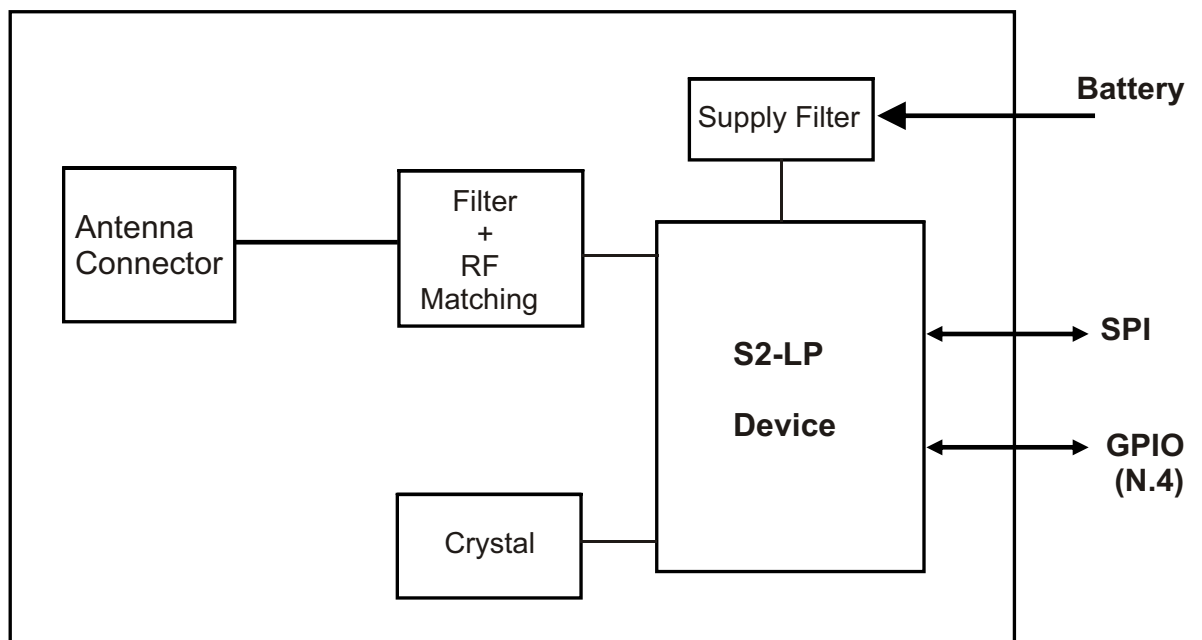 Battery
Supply Filter
Antenna
Connector
Filter
+
RF
Matching
S2-LP
Device
SPI
GPIO
(N.4)
Crystal